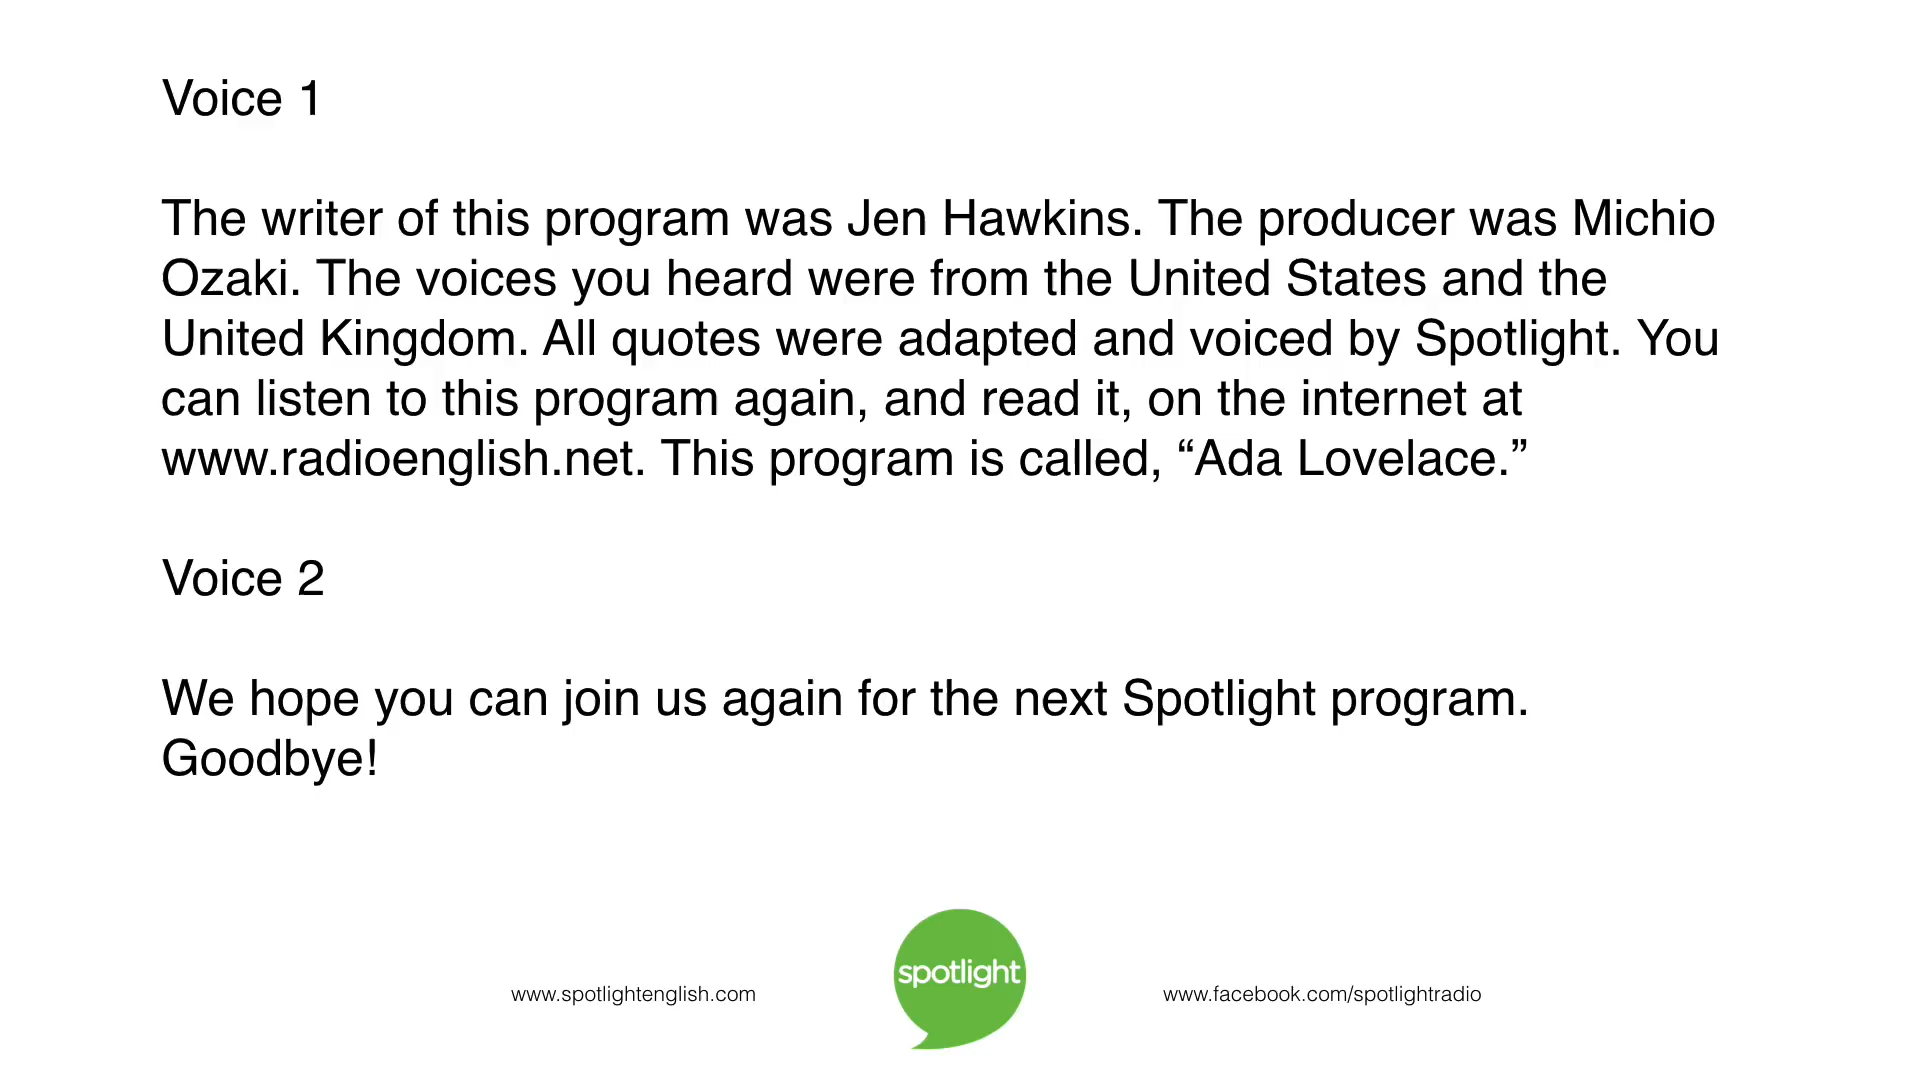 Voice 1
The writer of this program was Jen Hawkins. The producer was Michio
Ozaki. The voices you heard were from the United States and the
United Kingdom. All quotes were adapted and voiced by Spotlight. You
can listen to this program again, and read it, on the internet at
www.radioenglish.net. This program is called, “Ada Lovelace.”
Voice 2
We hope you can join us again for the next Spotlight program.
Goodbye!
www.spotlightenglish.com
spotlight
www.facebook.com/spotlightradio